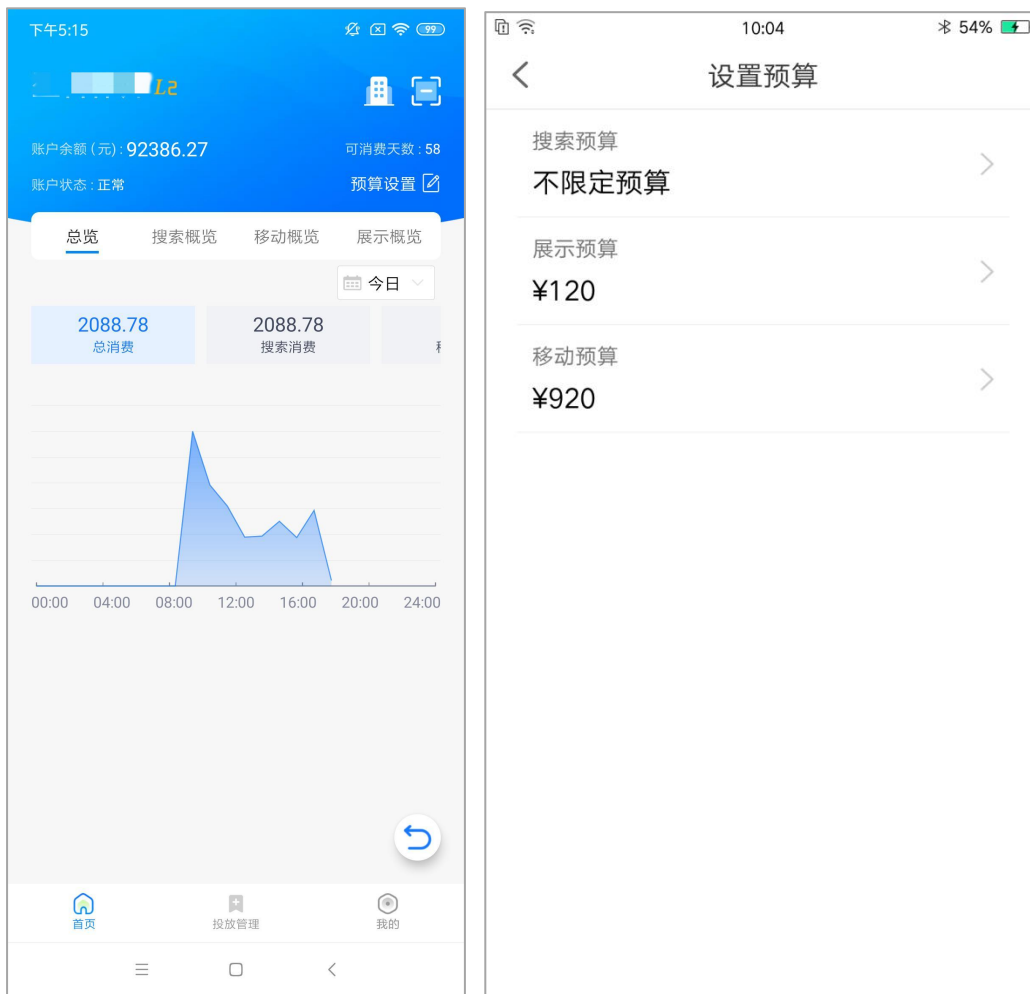 下午5:15
99
L2
账户余额(元): 92386.27
可消费天数: 58
账户状态: 正常
预算设置
总览 搜索概览 移动概览 展示概览
今日
2088.78 2088.78
总消费 搜索消费
00:00 04:00 08:00 12:00 16:00 20:00 24:00
首页 投放管理 我的
10:04
54%
设置预算
搜索预算
不限定预算
展示预算
¥120
移动预算
¥920